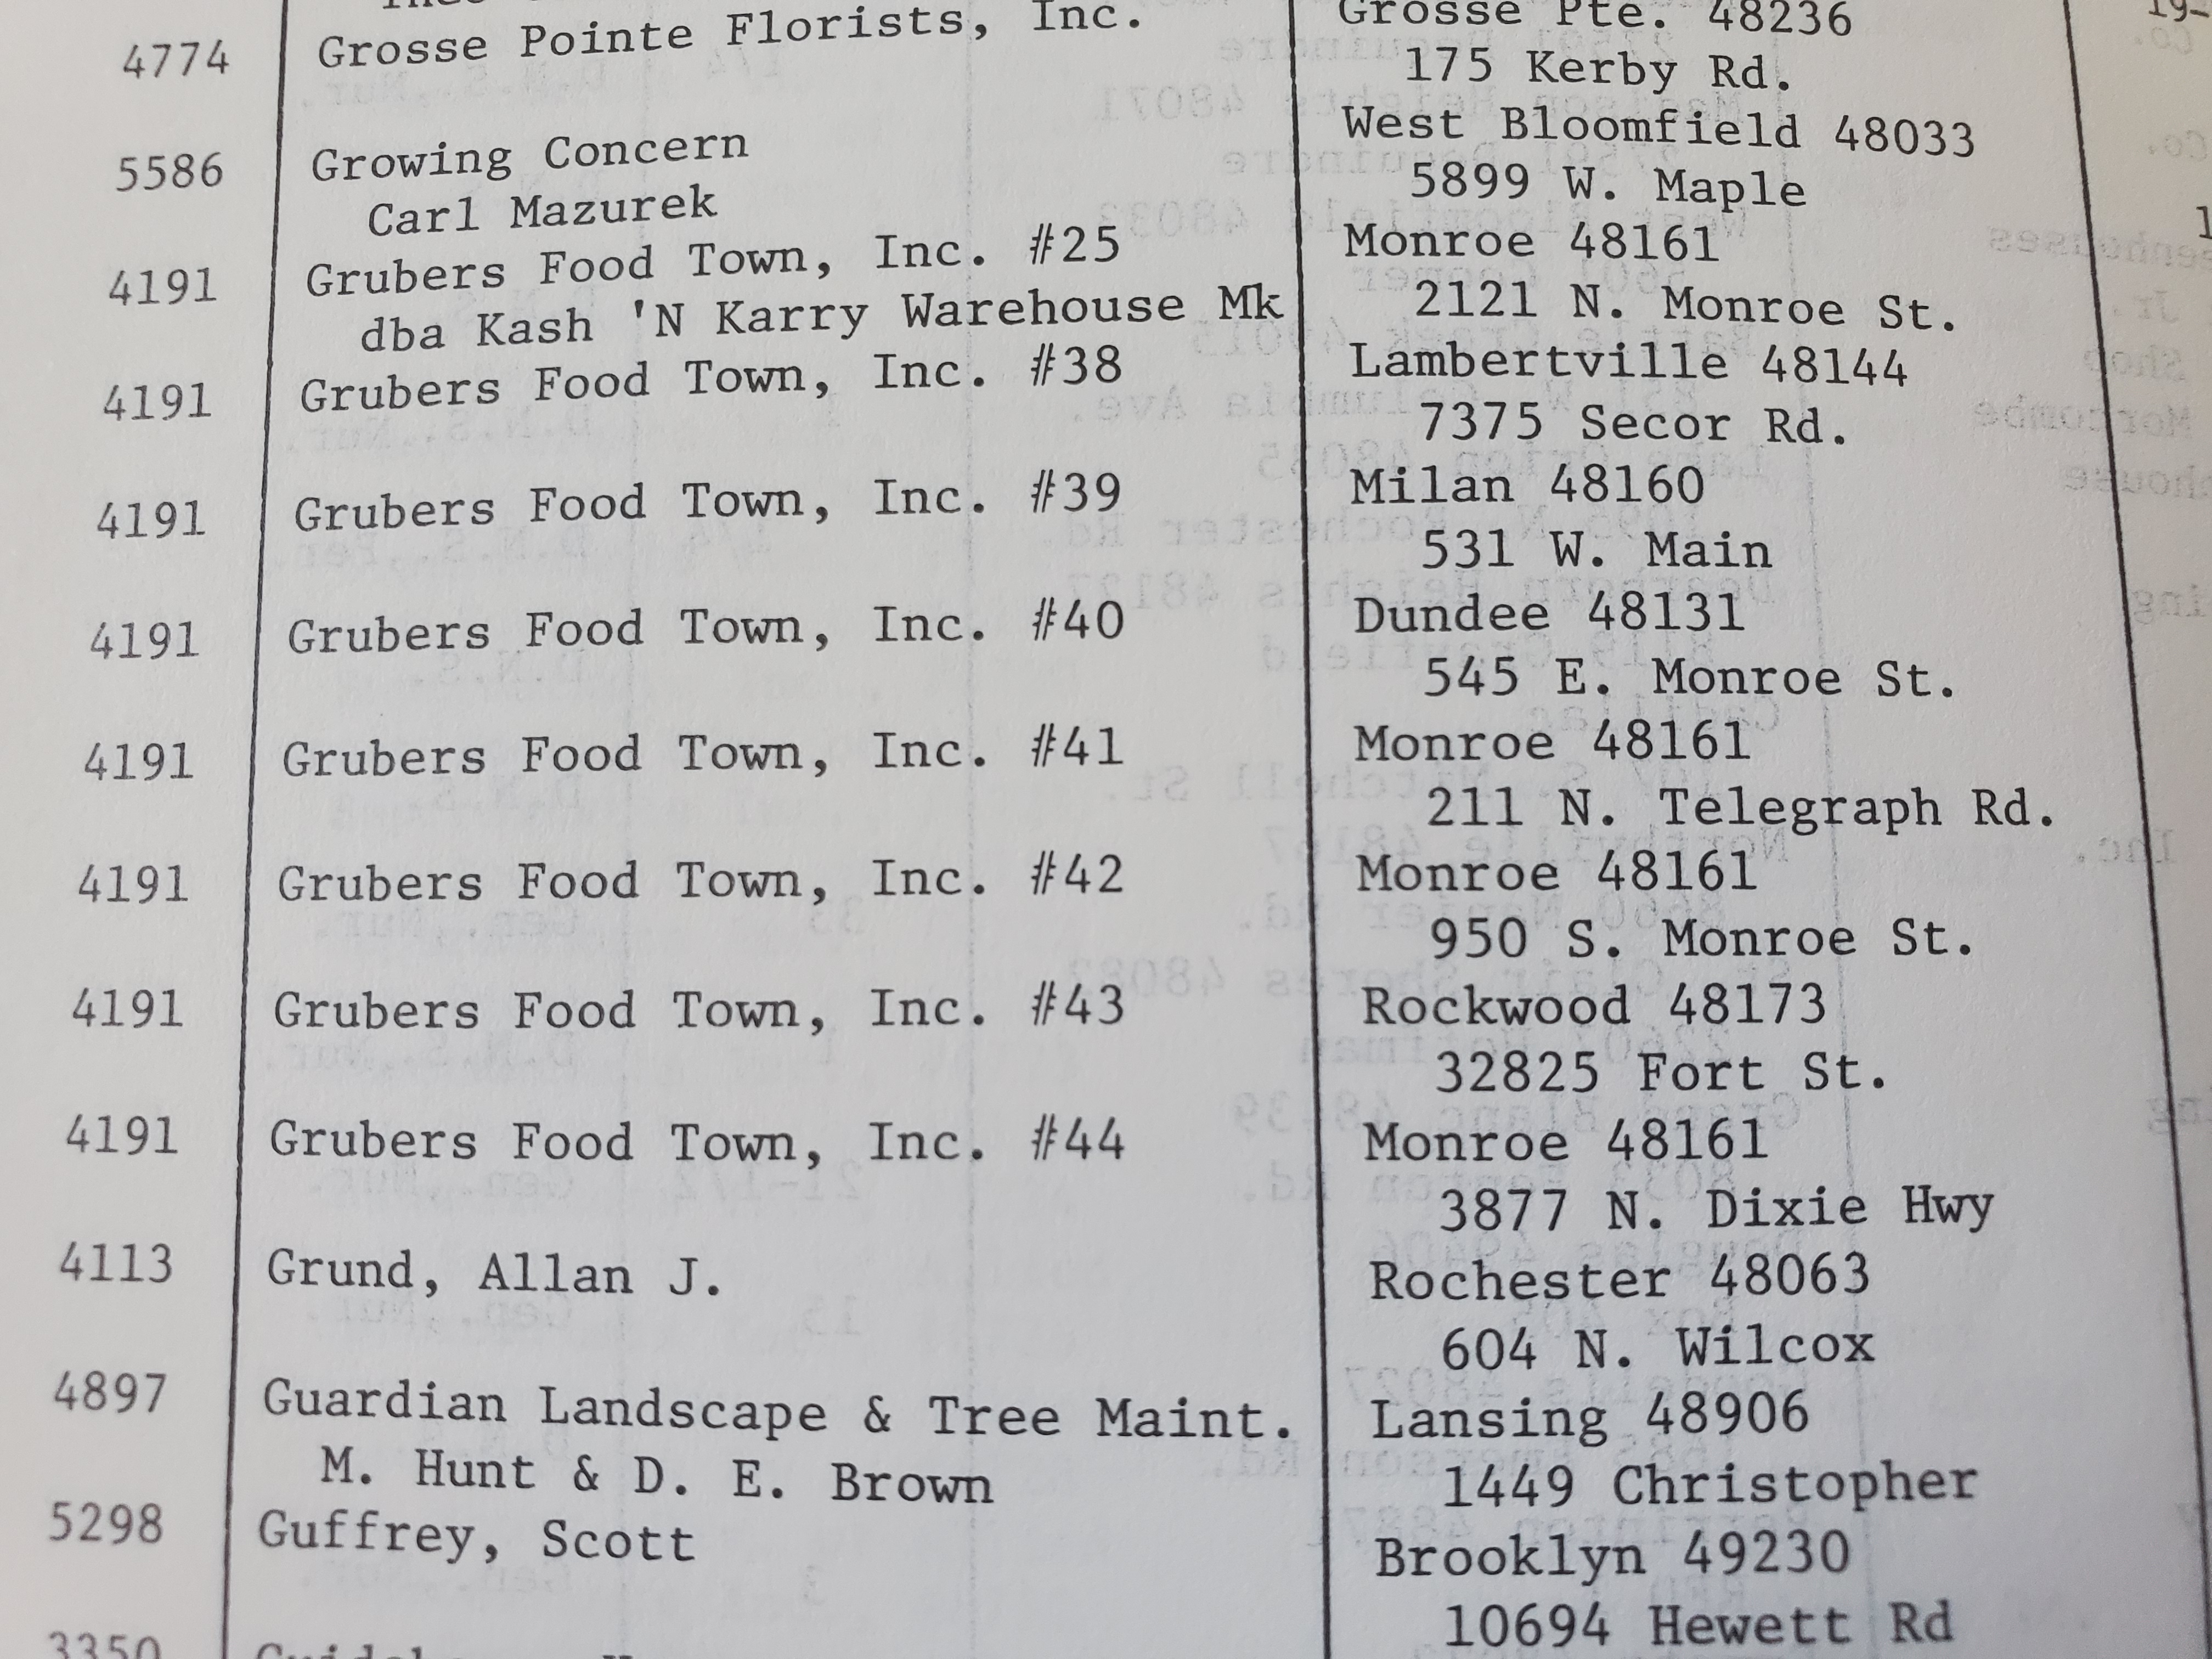 4774 Grosse Pointe Florists, Inc. Grosse Pte. 48236
175 Kerby Rd.
5586 Growing Concern West Bloomfield 48033
Carl Mazurek 5899 W. Maple
4191 Grubers Food Town, Inc. #25 Monroe 48161
dba Kash 'N Karry Warehouse Mk 2121 N. Monroe St.
4191 Grubers Food Town, Inc. #38 Lambertville 48144
7375 Secor Rd.
4191 Grubers Food Town, Inc. #39 Milan 48160
531 W. Main
4191 Grubers Food Town, Inc. #40 Dundee 48131
545 E. Monroe St.
4191 Grubers Food Town, Inc. #41 Monroe 48161
211 N. Telegraph Rd.
4191 Grubers Food Town, Inc. #42 Monroe 48161
950 S. Monroe St.
4191 Grubers Food Town, Inc. #43 Rockwood 48173
32825 Fort St.
4191 Grubers Food Town, Inc. #44 Monroe 48161
3877 N. Dixie Hwy
4113 Grund, Allan J. Rochester 48063
604 N. Wilcox
4897 Guardian Landscape & Tree Maint. Lansing 48906
M. Hunt & D. E. Brown 1449 Christopher
5298 Guffrey, Scott Brooklyn 49230
10694 Hewett Rd
3350